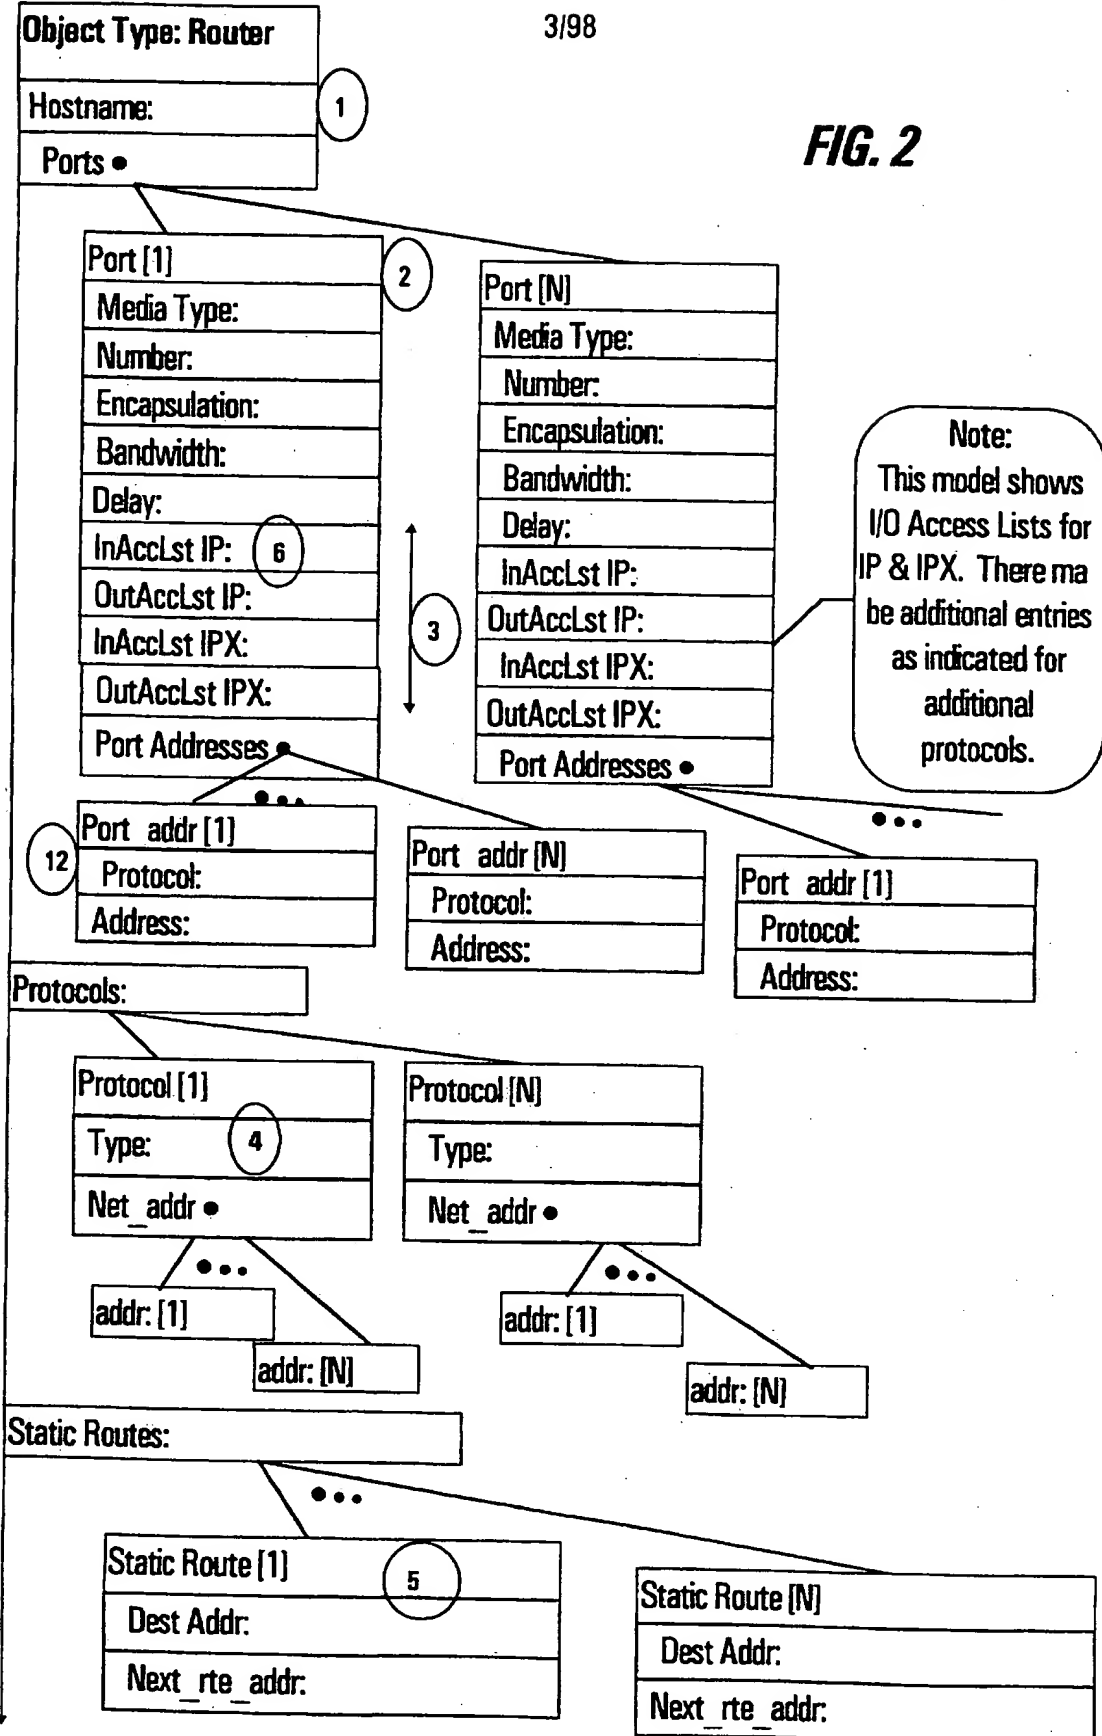 3/98
FIG. 2
Object Type: Router
Hostname:
1
Ports
Port [1]
2
Media Type:
Number:
Encapsulation:
Bandwidth:
Delay:
InAccLst IP:
6
OutAccLst IP:
3
InAccLst IPX:
OutAccLst IPX:
Port Addresses
Port [N]
Media Type:
Number:
Encapsulation:
Bandwidth:
Delay:
InAccLst IP:
OutAccLst IP:
InAccLst IPX:
OutAccLst IPX:
Port Addresses
Note:
This model shows
I/O Access Lists for
IP & IPX. There ma
be additional entries
as indicated for
additional
protocols.
12
Port addr [1]
Protocol:
Address:
Port addr [N]
Protocol:
Address:
Port addr [1]
Protocol:
Address:
Protocols:
Protocol [1]
Type:
4
Net_addr
addr: [1]
addr: [N]
Protocol [N]
Type:
Net_addr
addr: [1]
addr: [N]
Static Routes:
Static Route [1]
5
Dest Addr:
Next_rte_addr:
Static Route [N]
Dest Addr:
Next_rte_addr: